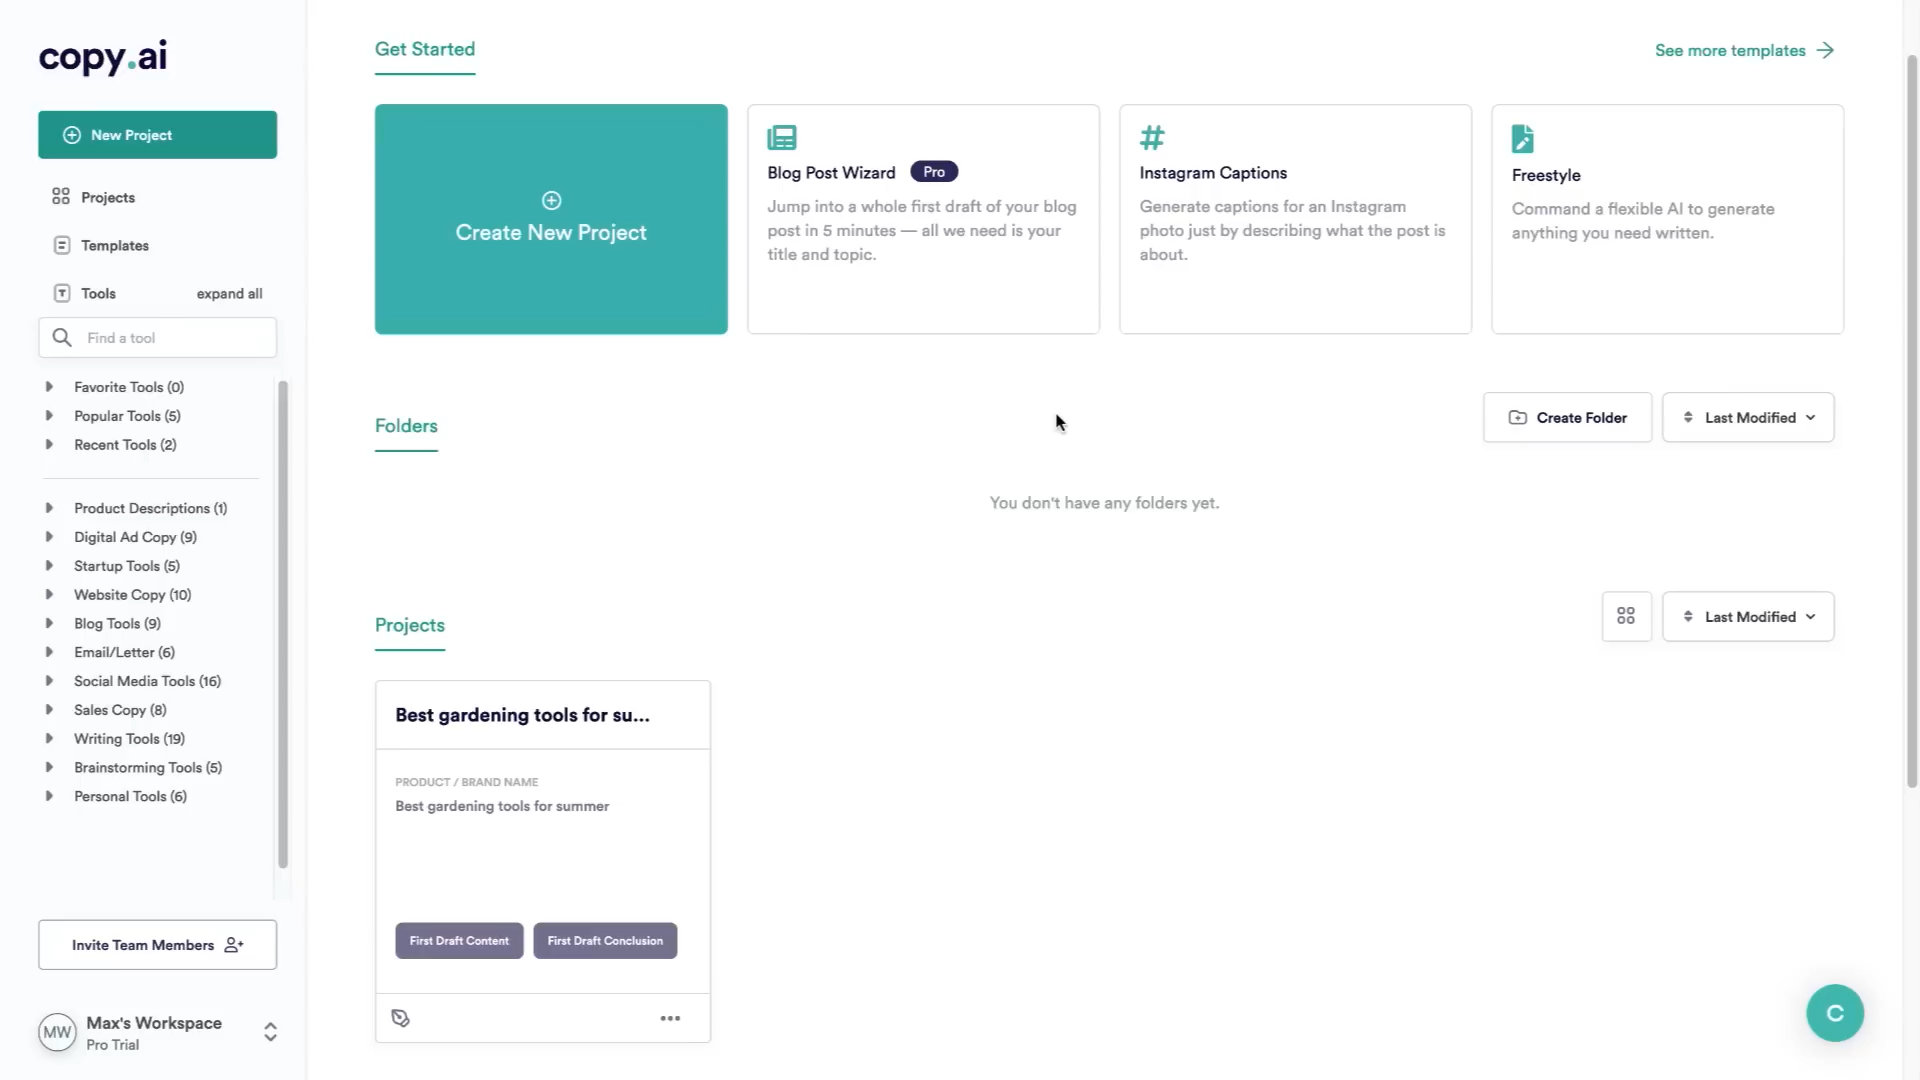 copy.ai
New Project
Projects
Templates
Tools
expand all
Find a tool
Favorite Tools (0)
Popular Tools (5)
Recent Tools (2)
Product Descriptions (1)
Digital Ad Copy (9)
Startup Tools (5)
Website Copy (10)
Blog Tools (9)
Email/Letter (6)
Social Media Tools (16)
Sales Copy (8)
Writing Tools (19)
Brainstorming Tools (5)
Personal Tools (6)
Invite Team Members
MW
Max's Workspace
Pro Trial
Get Started
See more templates
Create New Project
Blog Post Wizard
Pro
Jump into a whole first draft of your blog
post in 5 minutes — all we need is your
title and topic.
Instagram Captions
Generate captions for an Instagram
photo just by describing what the post is
about.
Freestyle
Command a flexible AI to generate
anything you need written.
Folders
Create Folder
Last Modified
You don't have any folders yet.
Projects
Last Modified
Best gardening tools for su...
PRODUCT / BRAND NAME
Best gardening tools for summer
First Draft Content
First Draft Conclusion
C